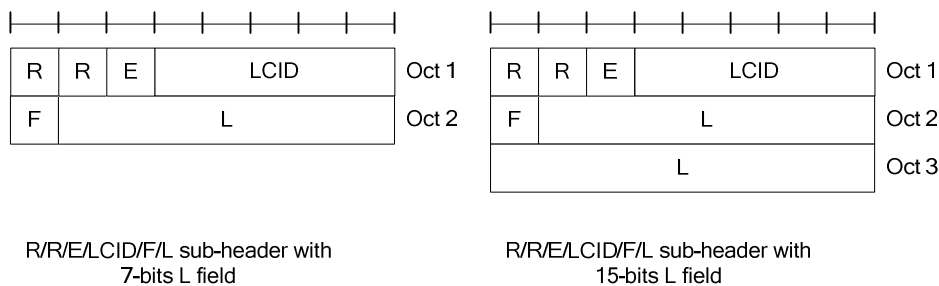 R R E LCID Oct 1
F L Oct 2
R/R/E/LCID/F/L sub-header with
7-bits L field
R R E LCID Oct 1
F L Oct 2
L Oct 3
R/R/E/LCID/F/L sub-header with
15-bits L field